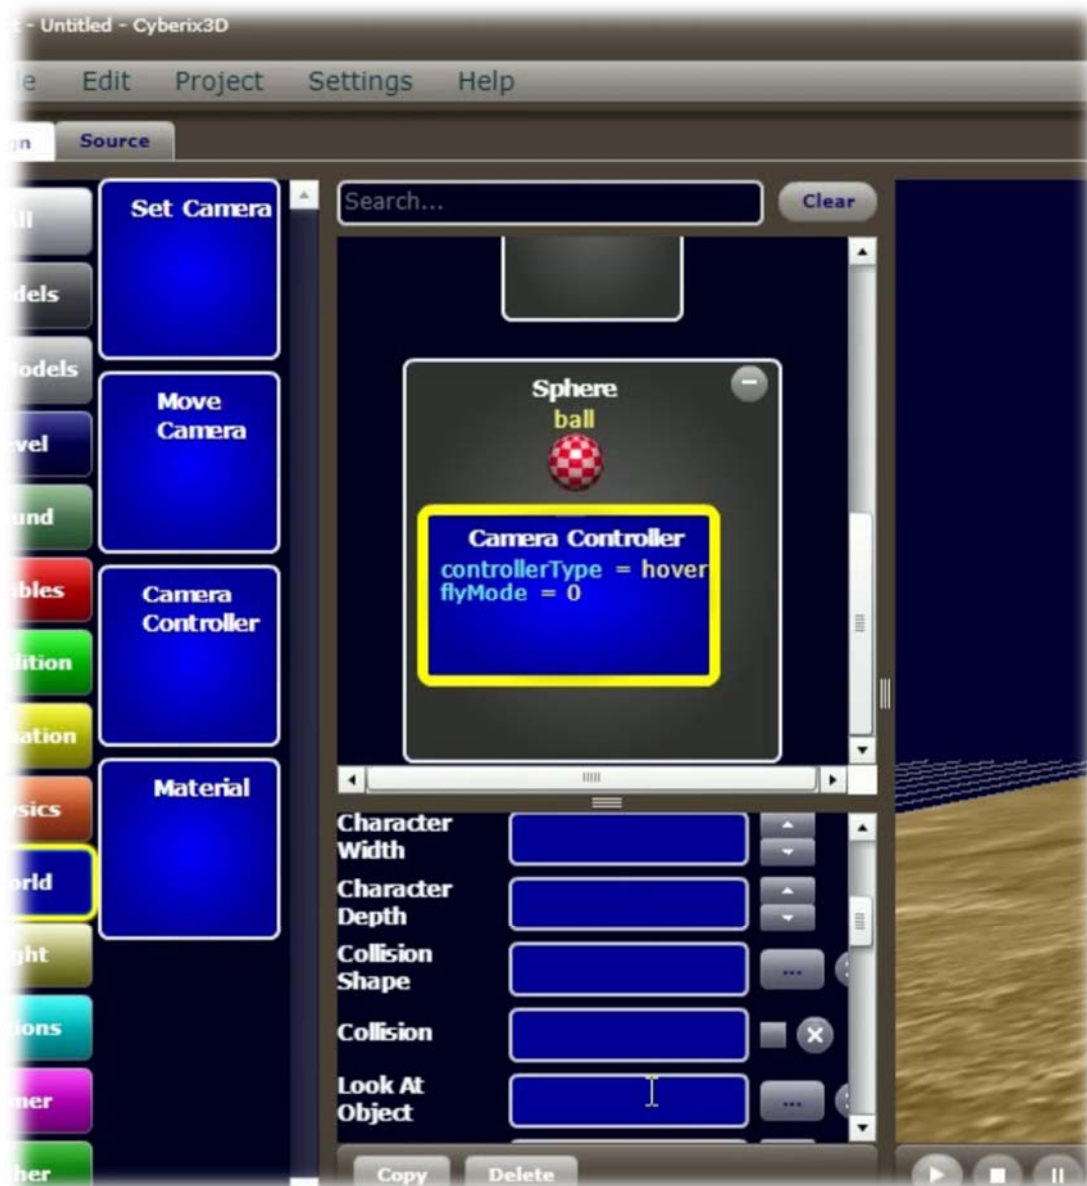 - Untitled - Cyberix3D
Edit Project Settings Help
Source
Set Camera
Move
Camera
Camera
Controller
Material
Search...
Clear
Sphere
ball
Camera Controller
controllerType = hover
flyMode = 0
Character
Width
Character
Depth
Collision
Shape
...
Collision
Look At
Object
...
Copy Delete